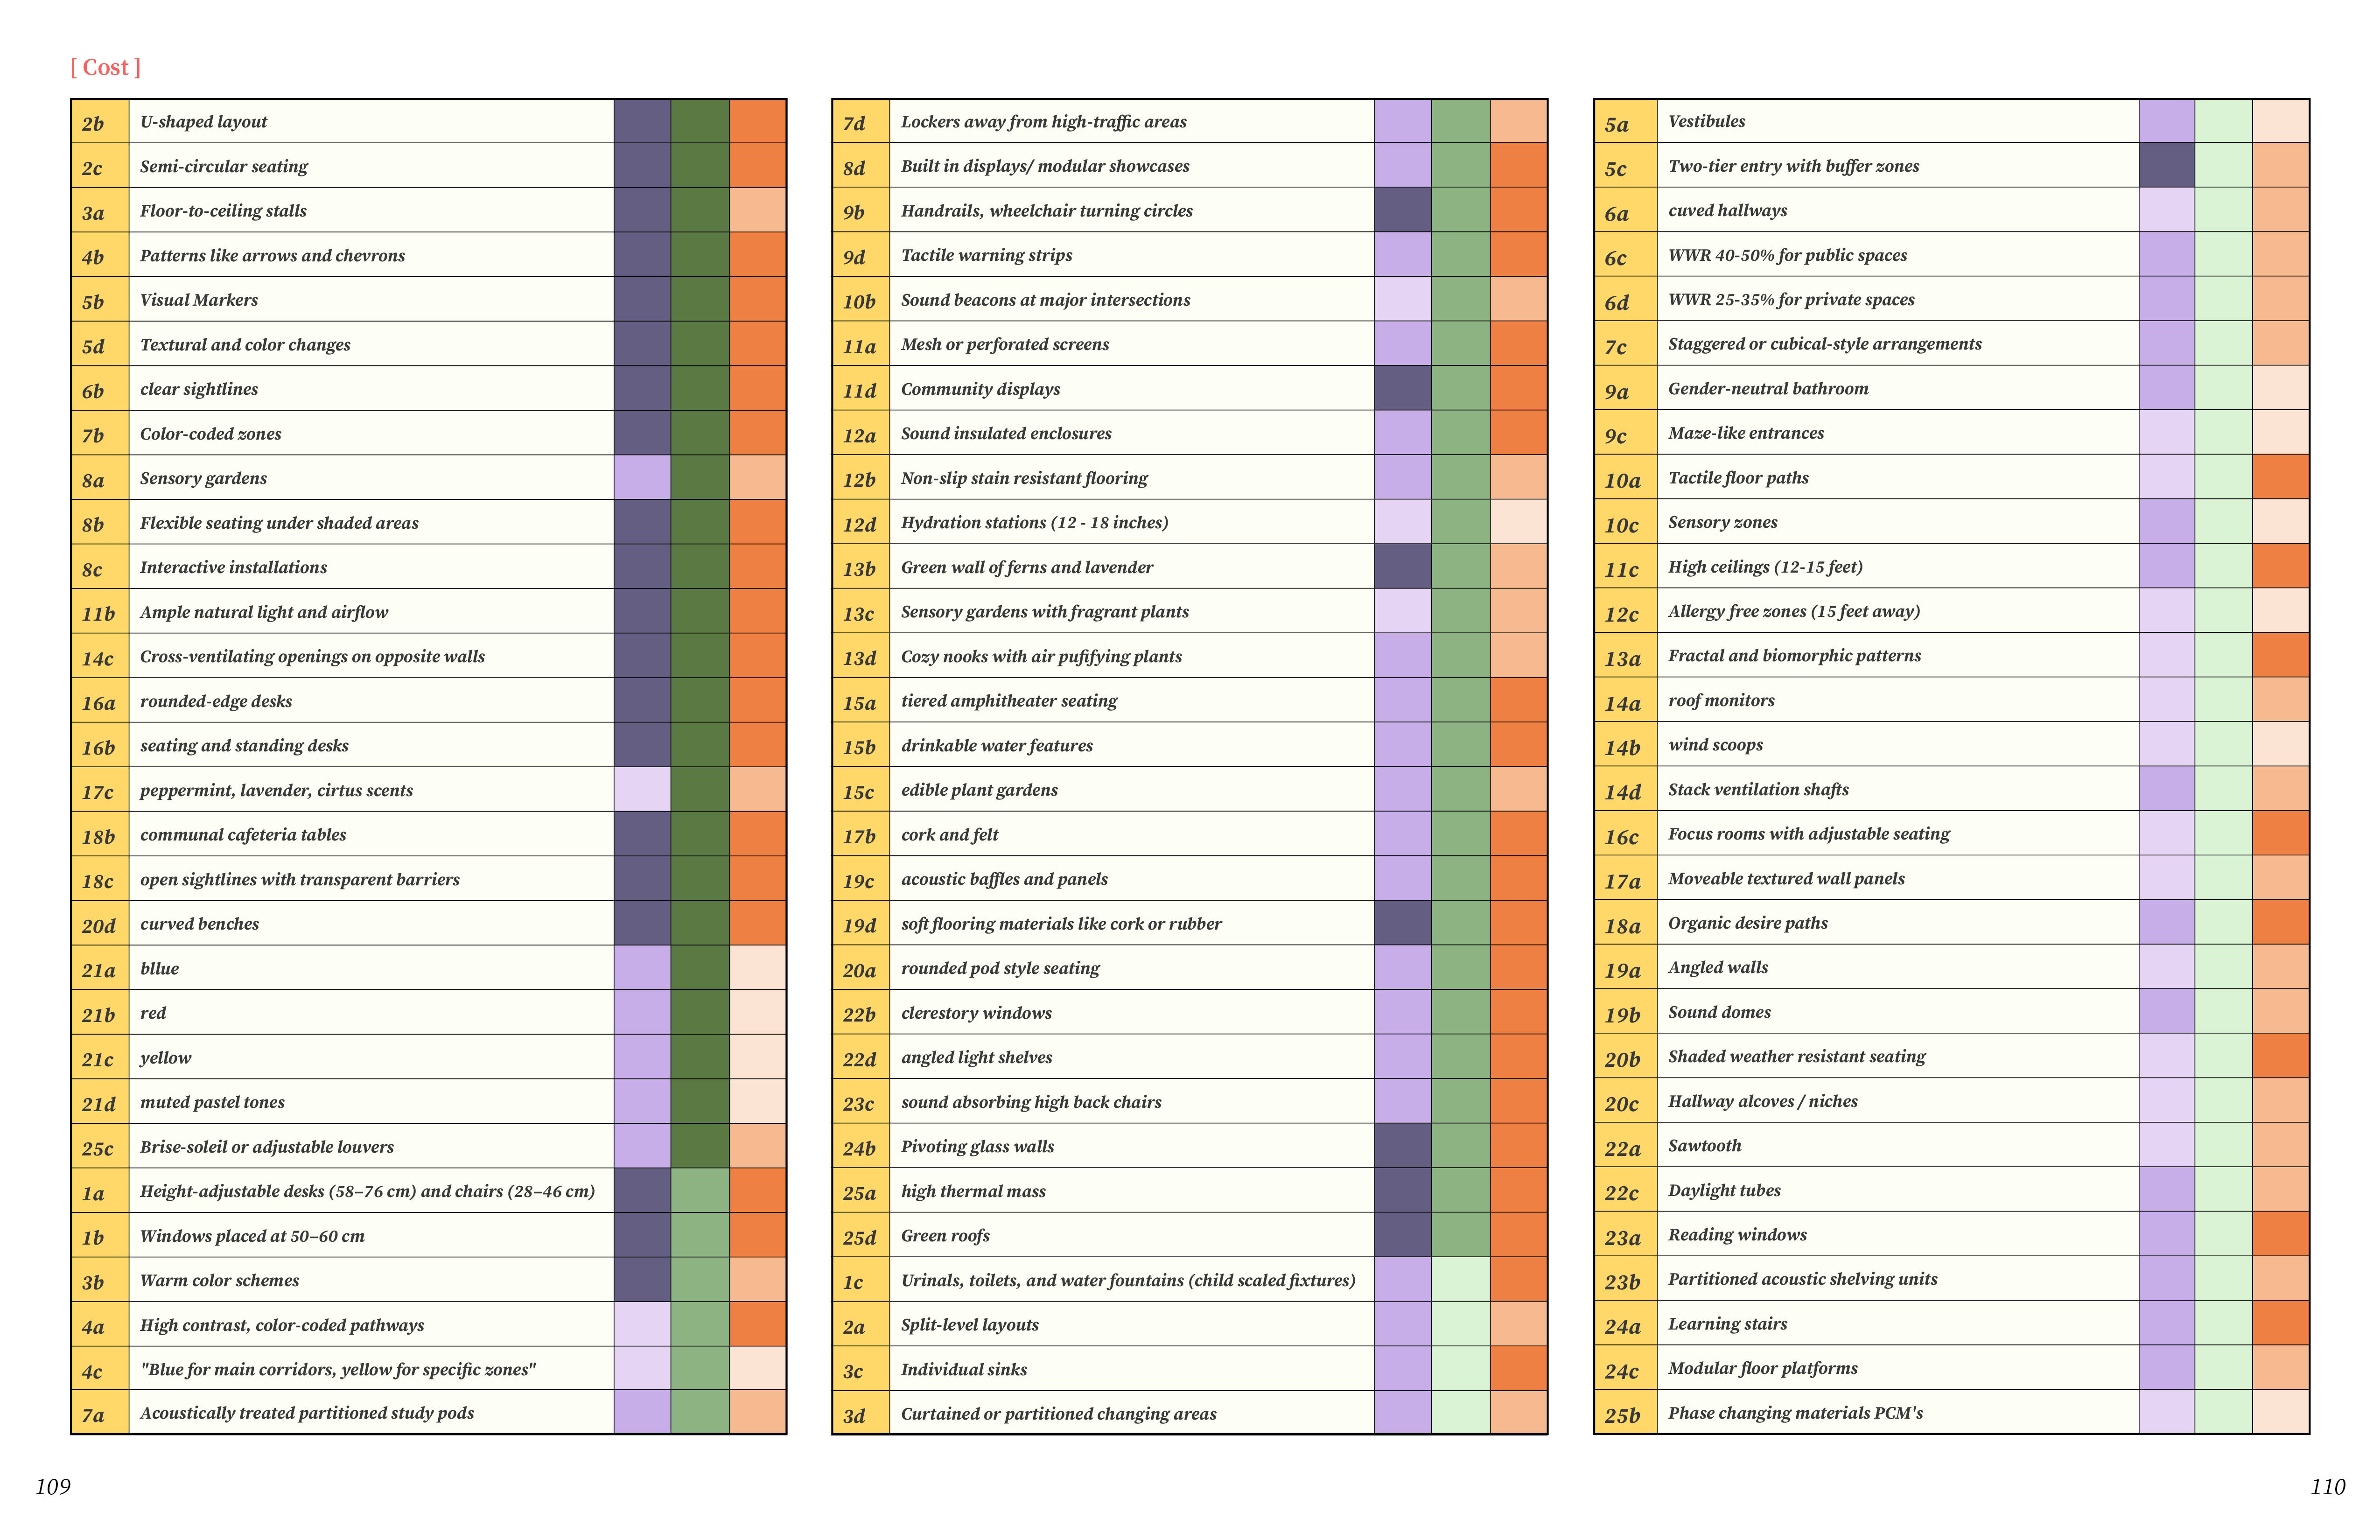 [ Cost ]
2b U-shaped layout
2c Semi-circular seating
3a Floor-to-ceiling stalls
4b Patterns like arrows and chevrons
5b Visual Markers
5d Textural and color changes
6b clear sightlines
7b Color-coded zones
8a Sensory gardens
8b Flexible seating under shaded areas
8c Interactive installations
11b Ample natural light and airflow
14c Cross-ventilating openings on opposite walls
16a rounded-edge desks
16b seating and standing desks
17c peppermint, lavender, cirtus scents
18b communal cafeteria tables
18c open sightlines with transparent barriers
20d curved benches
21a bllue
21b red
21c yellow
21d muted pastel tones
25c Brise-soleil or adjustable louvers
1a Height-adjustable desks (58–76 cm) and chairs (28–46 cm)
1b Windows placed at 50–60 cm
3b Warm color schemes
4a High contrast, color-coded pathways
4c "Blue for main corridors, yellow for specific zones"
7a Acoustically treated partitioned study pods
7d Lockers away from high-traffic areas
8d Built in displays/ modular showcases
9b Handrails, wheelchair turning circles
9d Tactile warning strips
10b Sound beacons at major intersections
11a Mesh or perforated screens
11d Community displays
12a Sound insulated enclosures
12b Non-slip stain resistant flooring
12d Hydration stations (12 - 18 inches)
13b Green wall of ferns and lavender
13c Sensory gardens with fragrant plants
13d Cozy nooks with air pufifying plants
15a tiered amphitheater seating
15b drinkable water features
15c edible plant gardens
17b cork and felt
19c acoustic baffles and panels
19d soft flooring materials like cork or rubber
20a rounded pod style seating
22b clerestory windows
22d angled light shelves
23c sound absorbing high back chairs
24b Pivoting glass walls
25a high thermal mass
25d Green roofs
1c Urinals, toilets, and water fountains (child scaled fixtures)
2a Split-level layouts
3c Individual sinks
3d Curtained or partitioned changing areas
5a Vestibules
5c Two-tier entry with buffer zones
6a cuved hallways
6c WWR 40-50% for public spaces
6d WWR 25-35% for private spaces
7c Staggered or cubical-style arrangements
9a Gender-neutral bathroom
9c Maze-like entrances
10a Tactile floor paths
10c Sensory zones
11c High ceilings (12-15 feet)
12c Allergy free zones (15 feet away)
13a Fractal and biomorphic patterns
14a roof monitors
14b wind scoops
14d Stack ventilation shafts
16c Focus rooms with adjustable seating
17a Moveable textured wall panels
18a Organic desire paths
19a Angled walls
19b Sound domes
20b Shaded weather resistant seating
20c Hallway alcoves / niches
22a Sawtooth
22c Daylight tubes
23a Reading windows
23b Partitioned acoustic shelving units
24a Learning stairs
24c Modular floor platforms
25b Phase changing materials PCM's
109
110